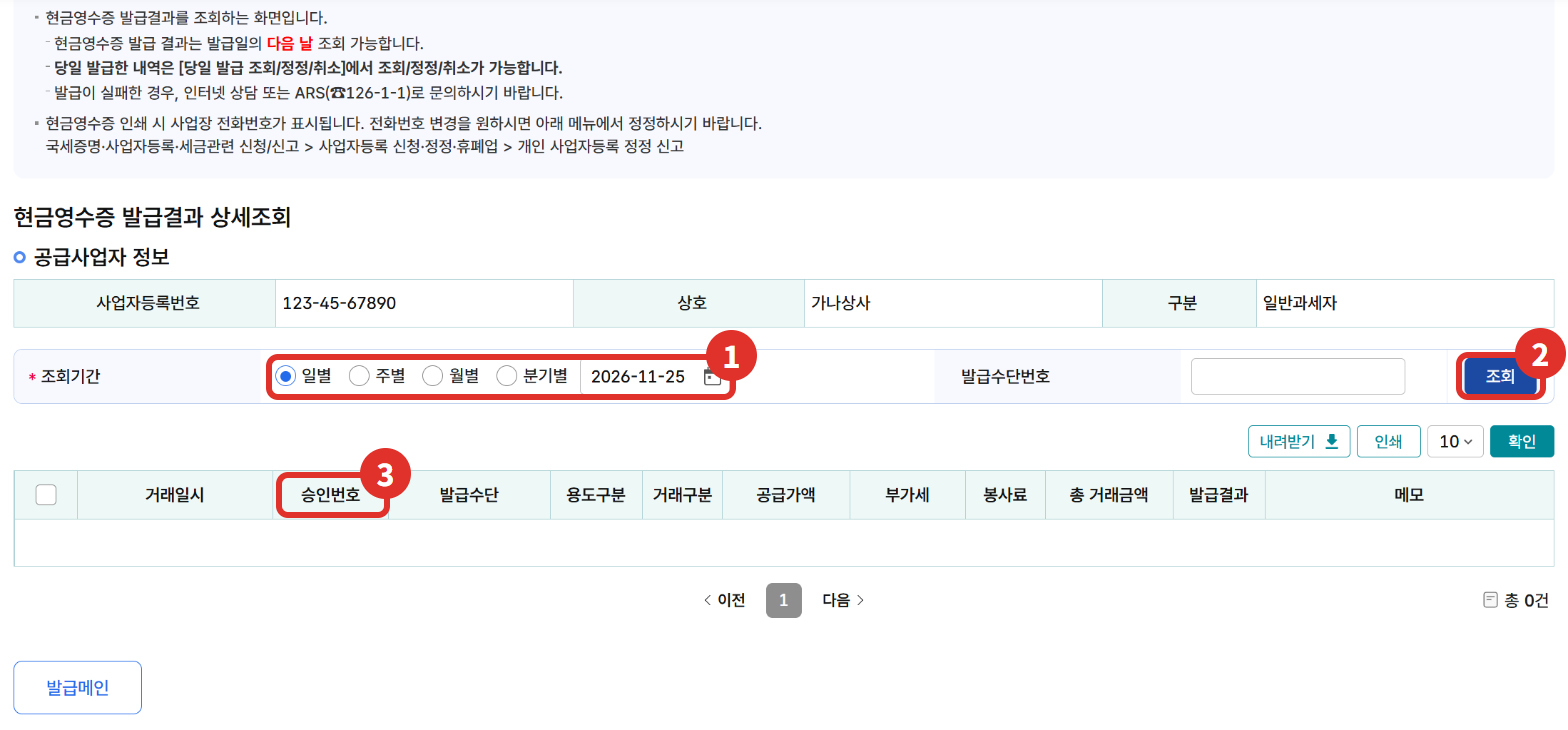 현금영수증 발급결과를 조회하는 화면입니다.
- 현금영수증 발급 결과는 발급일의 다음 날 조회 가능합니다.
- 당일 발급한 내역은 [당일 발급 조회/정정/취소]에서 조회/정정/취소가 가능합니다.
- 발급이 실패한 경우, 인터넷 상담 또는 ARS(☎126-1-1)로 문의하시기 바랍니다.
현금영수증 인쇄 시 사업장 전화번호가 표시됩니다. 전화번호 변경을 원하시면 아래 메뉴에서 정정하시기 바랍니다.
국세증명·사업자등록·세금관련 신청/신고 > 사업자등록 신청·정정·휴폐업 > 개인 사업자등록 정정 신고
현금영수증 발급결과 상세조회
공급사업자 정보
사업자등록번호 123-45-67890 상호 가나상사 구분 일반과세자
1 2
* 조회기간 일별 주별 월별 분기별 2026-11-25 발급수단번호 조회
내려받기 인쇄 10 확인
3
거래일시 승인번호 발급수단 용도구분 거래구분 공급가액 부가세 봉사료 총 거래금액 발급결과 메모
< 이전 1 다음 > 총 0건
발급메인